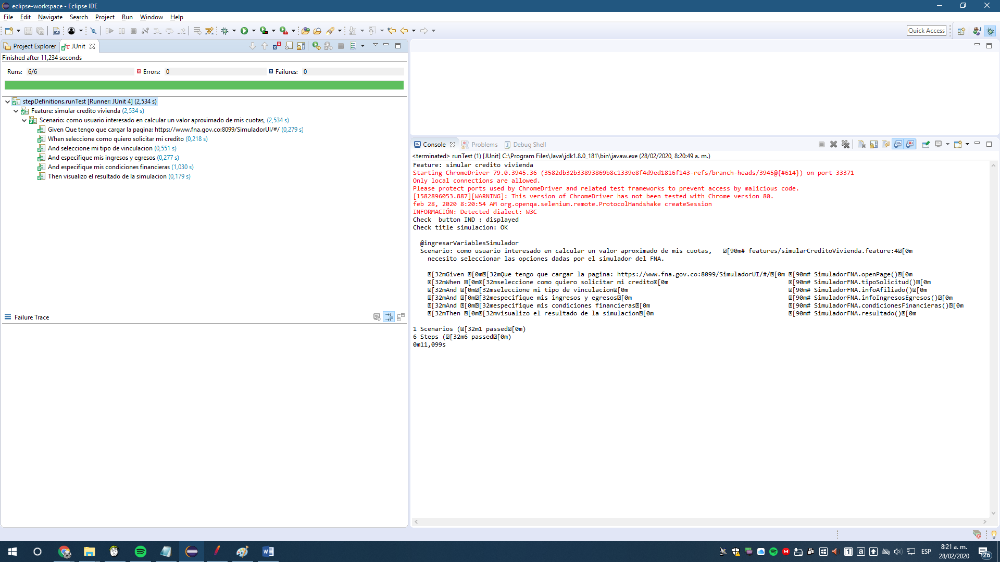 eclipse-workspace - Eclipse IDE
File Edit Navigate Search Project Run Window Help
Quick Access
Project Explorer JUnit
Finished after 11,234 seconds
Runs: 6/6 Errors: 0 Failures: 0
stepDefinitions.runTest [Runner: JUnit 4] (2,534 s)
Feature: simular credito vivienda (2,534 s)
Scenario: como usuario interesado en calcular un valor aproximado de mis cuotas, (2,534 s)
Given Que tengo que cargar la pagina: https://www.fna.gov.co:8099/SimuladorUI/#/ (0,279 s)
When seleccione como quiero solicitar mi credito (0,218 s)
And seleccione mi tipo de vinculacion (0,551 s)
And especifique mis ingresos y egresos (0,277 s)
And especifique mis condiciones financieras (1,030 s)
Then visualizo el resultado de la simulacion (0,179 s)
Failure Trace
Console Problems Debug Shell
<terminated> runTest (1) [JUnit] C:\Program Files\Java\jdk1.8.0_181\bin\javaw.exe (28/02/2020, 8:20:49 a. m.)
Feature: simular credito vivienda
Starting ChromeDriver 79.0.3945.36 (3582db32b33893869b8c1339e8f4d9ed1816f143-refs/branch-heads/3945@{#614}) on port 33371
Only local connections are allowed.
Please protect ports used by ChromeDriver and related test frameworks to prevent access by malicious code.
[1582896053.887][WARNING]: This version of ChromeDriver has not been tested with Chrome version 80.
feb 28, 2020 8:20:54 AM org.openqa.selenium.remote.ProtocolHandshake createSession
INFORMACIÓN: Detected dialect: W3C
Check  button IND : displayed
Check title simulacion: OK
@ingresarVariablesSimulador
Scenario: como usuario interesado en calcular un valor aproximado de mis cuotas, [90m# features/simularCreditoVivienda.feature:4[0m
necesito seleccionar las opciones dadas por el simulador del FNA.
[32mGiven [0m[32mQue tengo que cargar la pagina: https://www.fna.gov.co:8099/SimuladorUI/#/[0m [90m# SimuladorFNA.openPage()[0m
[32mWhen [0m[32mseleccione como quiero solicitar mi credito[0m [90m# SimuladorFNA.tipoSolicitud()[0m
[32mAnd [0m[32mseleccione mi tipo de vinculacion[0m [90m# SimuladorFNA.infoAfiliado()[0m
[32mAnd [0m[32mespecifique mis ingresos y egresos[0m [90m# SimuladorFNA.infoIngresosEgresos()[0m
[32mAnd [0m[32mespecifique mis condiciones financieras[0m [90m# SimuladorFNA.condicionesFinancieras()[0m
[32mThen [0m[32mvisualizo el resultado de la simulacion[0m [90m# SimuladorFNA.resultado()[0m
1 Scenarios ([32m1 passed[0m)
6 Steps ([32m6 passed[0m)
0m11,099s
ESP
8:21 a. m.
28/02/2020
26